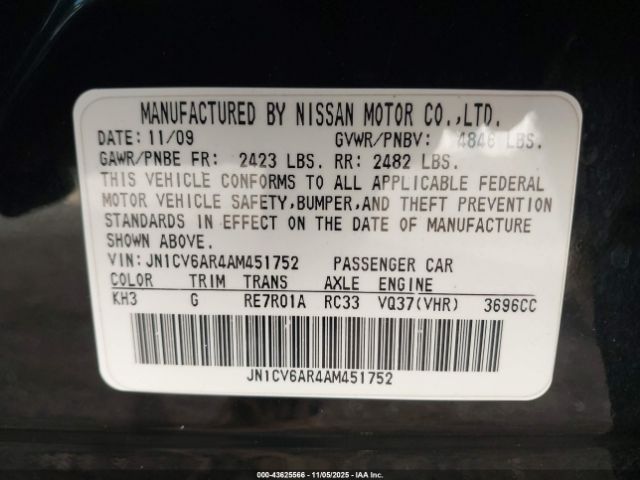 MANUFACTURED BY NISSAN MOTOR CO.,LTD.
DATE: 11/09 GVWR/PNBV: 4846 LBS.
GAWR/PNBE FR: 2423 LBS. RR: 2482 LBS.
THIS VEHICLE CONFORMS TO ALL APPLICABLE FEDERAL
MOTOR VEHICLE SAFETY,BUMPER,AND THEFT PREVENTION
STANDARDS IN EFFECT ON THE DATE OF MANUFACTURE
SHOWN ABOVE.
VIN:JN1CV6AR4AM451752 PASSENGER CAR
COLOR TRIM TRANS AXLE ENGINE
KH3 G RE7R01A RC33 VQ37(VHR) 3696CC
JN1CV6AR4AM451752
000-43625566 - 11/05/2025 - IAA Inc.